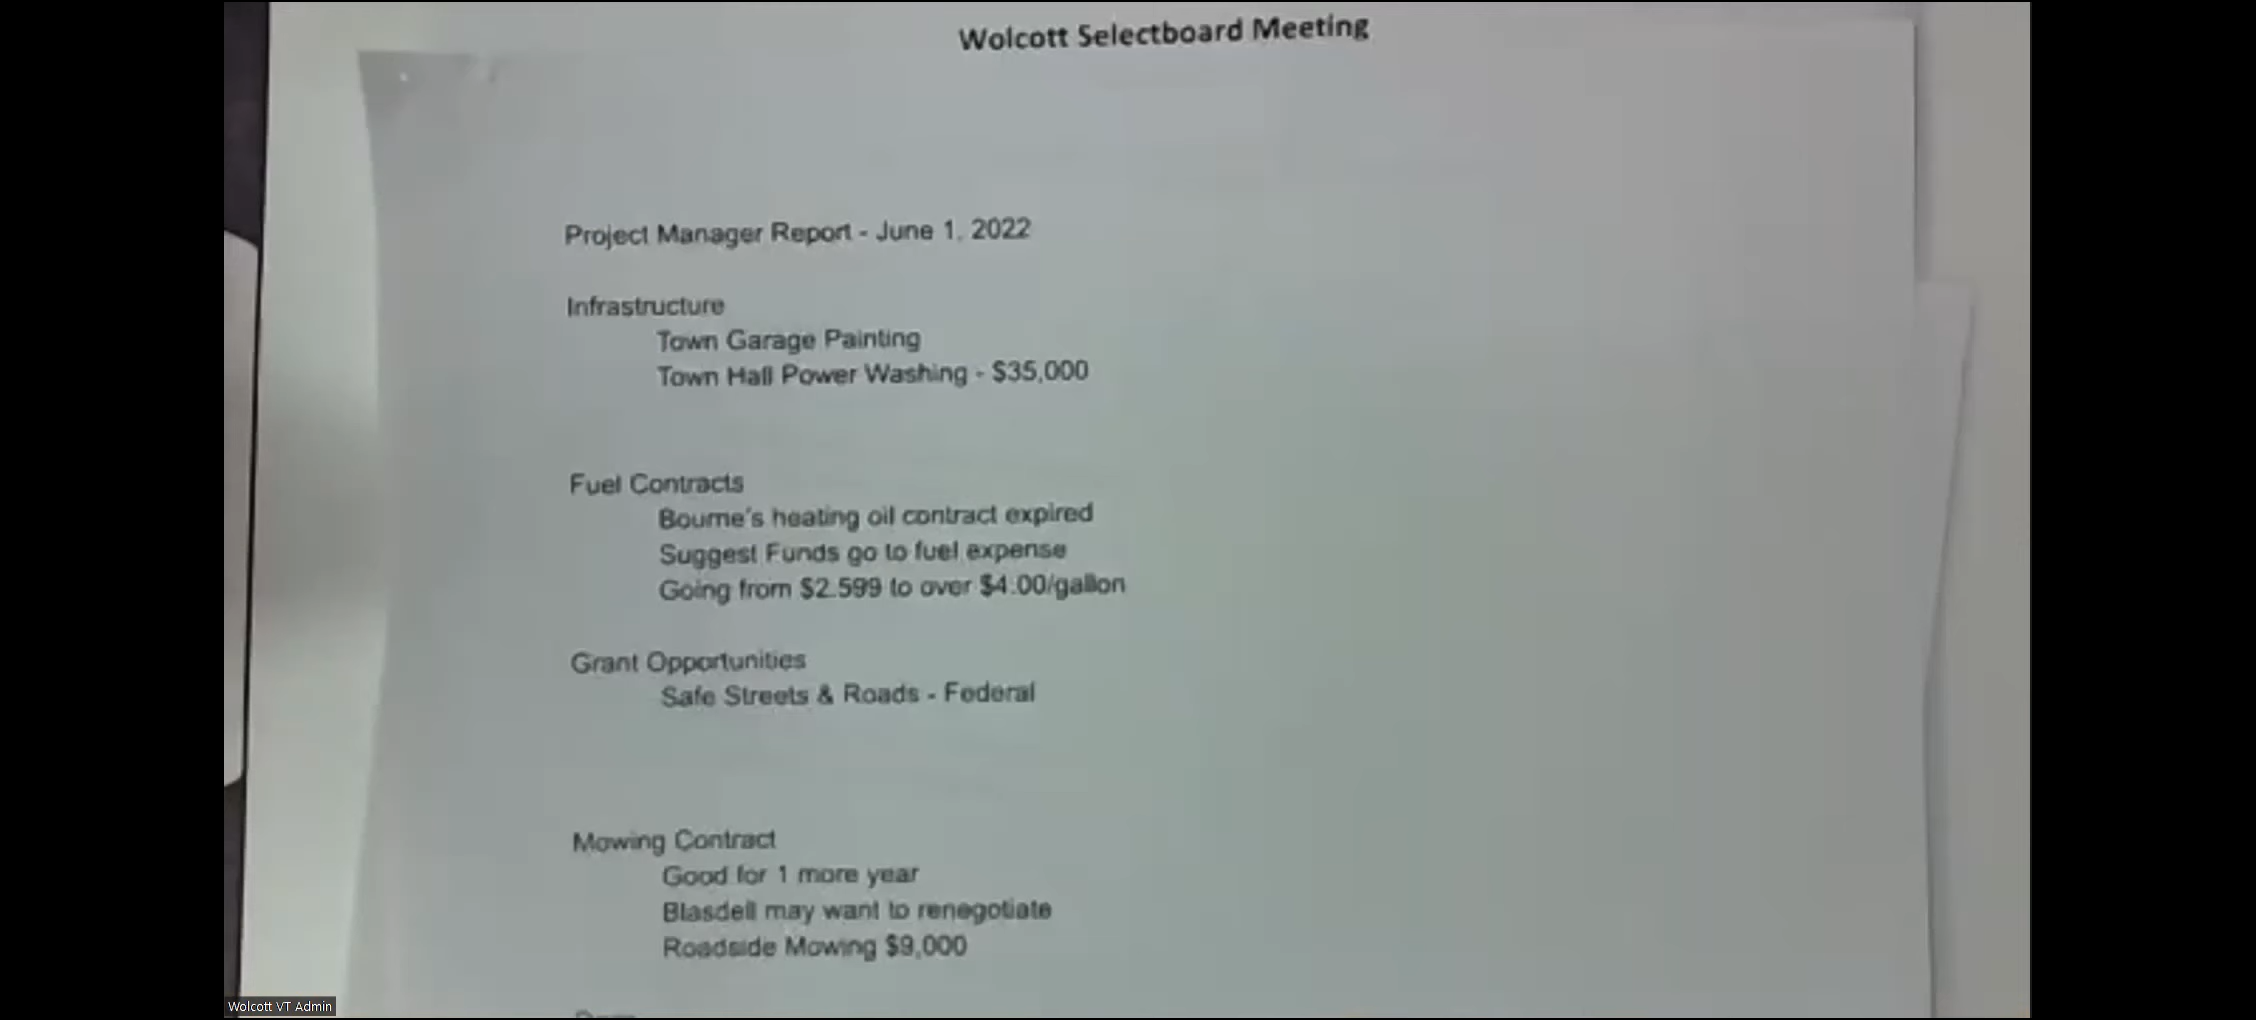 Wolcott Selectboard Meeting
Project Manager Report - June 1, 2022
Infrastructure
Town Garage Painting
Town Hall Power Washing - $35,000
Fuel Contracts
Bourne's heating oil contract expired
Suggest Funds go to fuel expense
Going from $2.599 to over $4.00/gallon
Grant Opportunities
Safe Streets & Roads - Federal
Mowing Contract
Good for 1 more year
Blasdell may want to renegotiate
Roadside Mowing $9,000
Wolcott VT Admin